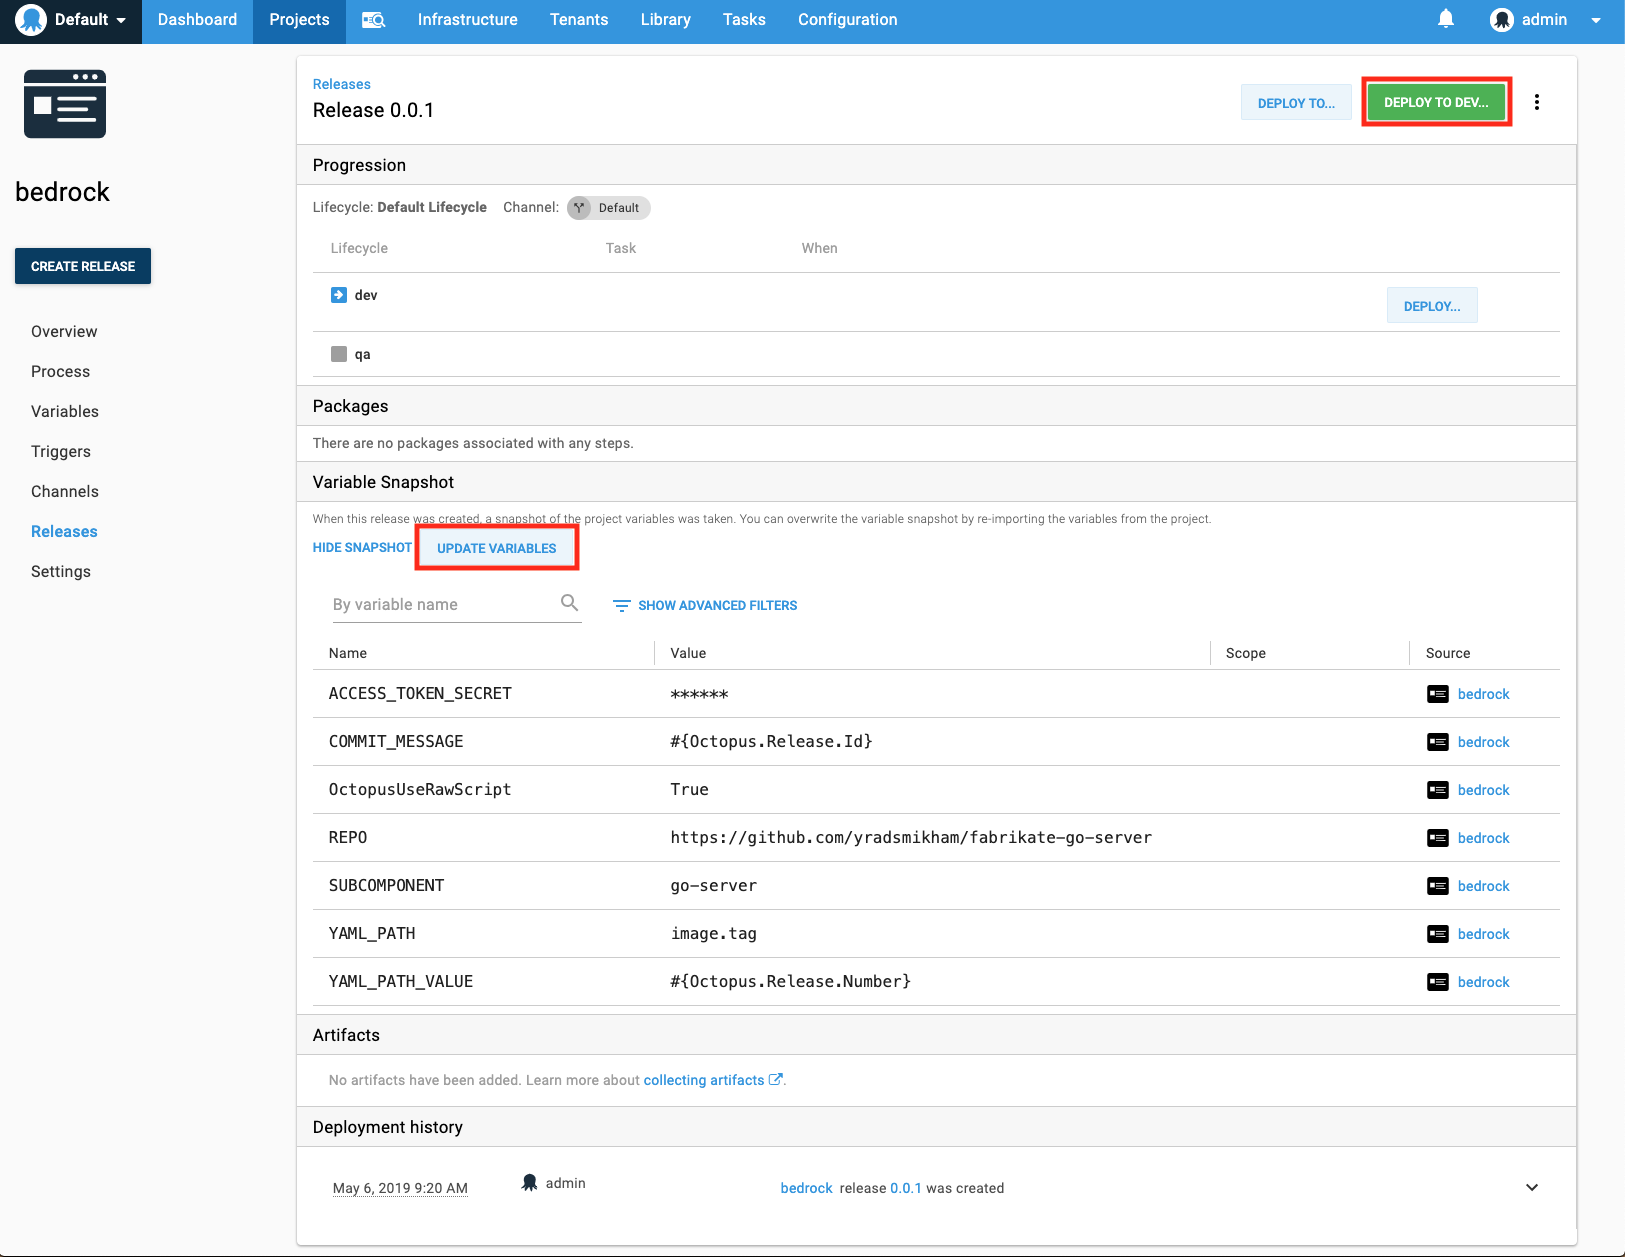 Default Dashboard Projects Infrastructure Tenants Library Tasks Configuration admin
bedrock
CREATE RELEASE
Overview
Process
Variables
Triggers
Channels
Releases
Settings
Releases
Release 0.0.1
DEPLOY TO... DEPLOY TO DEV...
Progression
Lifecycle: Default Lifecycle Channel: Default
Lifecycle Task When
dev DEPLOY...
qa
Packages
There are no packages associated with any steps.
Variable Snapshot
When this release was created, a snapshot of the project variables was taken. You can overwrite the variable snapshot by re-importing the variables from the project.
HIDE SNAPSHOT UPDATE VARIABLES
By variable name SHOW ADVANCED FILTERS
Name Value Scope Source
ACCESS_TOKEN_SECRET ****** bedrock
COMMIT_MESSAGE #{Octopus.Release.Id} bedrock
OctopusUseRawScript True bedrock
REPO https://github.com/yradsmikham/fabrikate-go-server bedrock
SUBCOMPONENT go-server bedrock
YAML_PATH image.tag bedrock
YAML_PATH_VALUE #{Octopus.Release.Number} bedrock
Artifacts
No artifacts have been added. Learn more about collecting artifacts.
Deployment history
May 6, 2019 9:20 AM admin bedrock release 0.0.1 was created